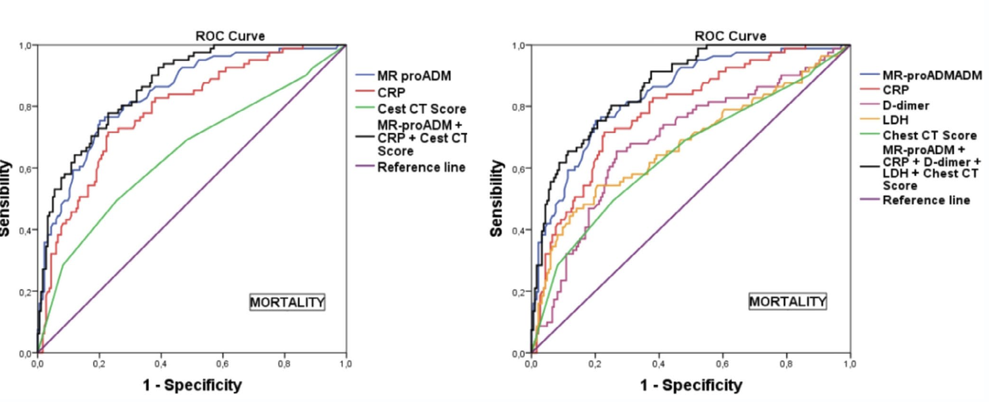 ROC Curve
1,0
0,8
0,6
0,4
0,2
0,0
0,0 0,2 0,4 0,6 0,8 1,0
Sensibility
1 - Specificity
MORTALITY
MR proADM
CRP
Cest CT Score
MR-proADM +
CRP + Cest CT
Score
Reference line
ROC Curve
1,0
0,8
0,6
0,4
0,2
0,0
0,0 0,2 0,4 0,6 0,8 1,0
Sensibility
1 - Specificity
MORTALITY
MR-proADMADM
CRP
D-dimer
LDH
Chest CT Score
MR-proADM +
CRP + D-dimer +
LDH + Chest CT
Score
Reference line